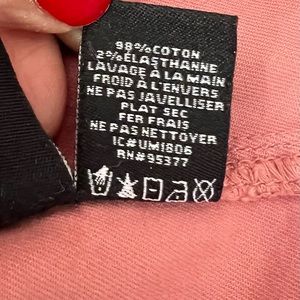 98%COTON
2%ÉLASTHANNE
LAVAGE À LA MAIN
FROID À L'ENVERS
NE PAS JAVELLISER
PLAT SEC
FER FRAIS
NE PAS NETTOYER
IC#UM1806
RN#95377